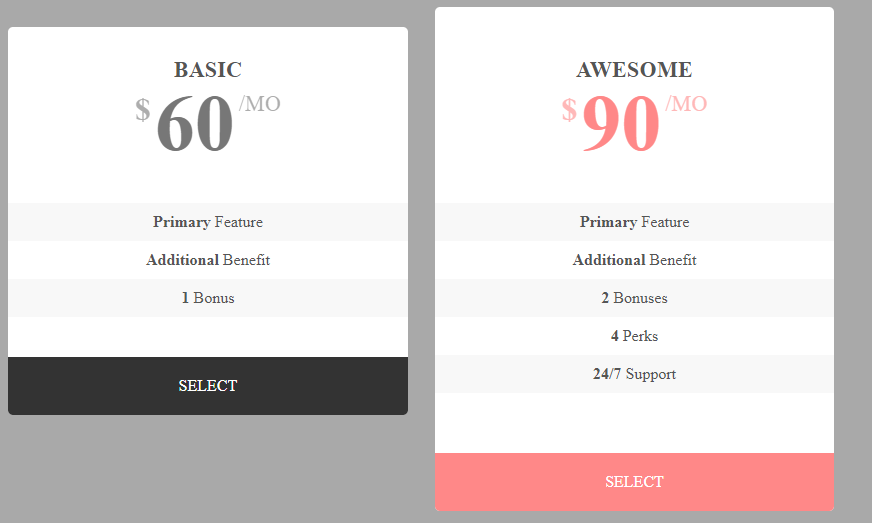 BASIC
$60/MO
Primary Feature
Additional Benefit
1 Bonus
SELECT
AWESOME
$90/MO
Primary Feature
Additional Benefit
2 Bonuses
4 Perks
24/7 Support
SELECT